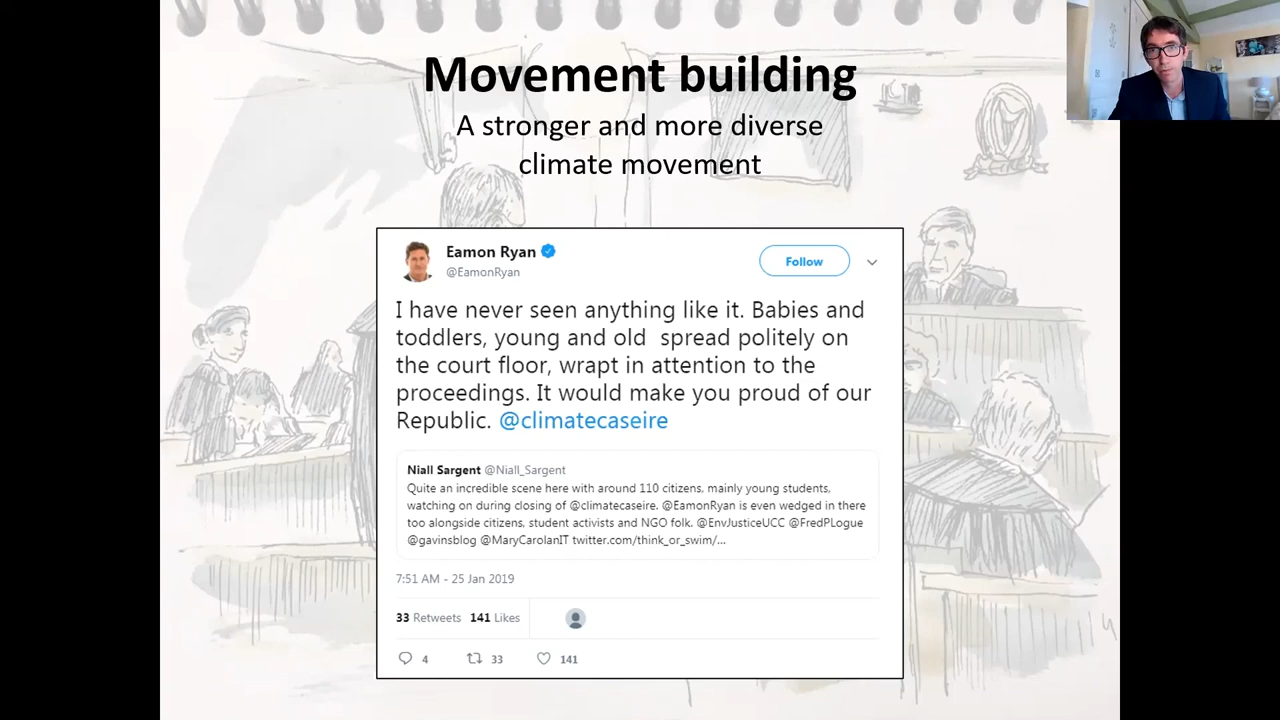 Movement building
A stronger and more diverse
climate movement
Eamon Ryan
@EamonRyan
Follow
I have never seen anything like it. Babies and
toddlers, young and old  spread politely on
the court floor, wrapt in attention to the
proceedings. It would make you proud of our
Republic. @climatecaseire
Niall Sargent @Niall_Sargent
Quite an incredible scene here with around 110 citizens, mainly young students,
watching on during closing of @climatecaseire. @EamonRyan is even wedged in there
too alongside citizens, student activists and NGO folk. @EnvJusticeUCC @FredPLogue
@gavinsblog @MaryCarolanIT twitter.com/think_or_swim/...
7:51 AM - 25 Jan 2019
33 Retweets 141 Likes
4 33 141